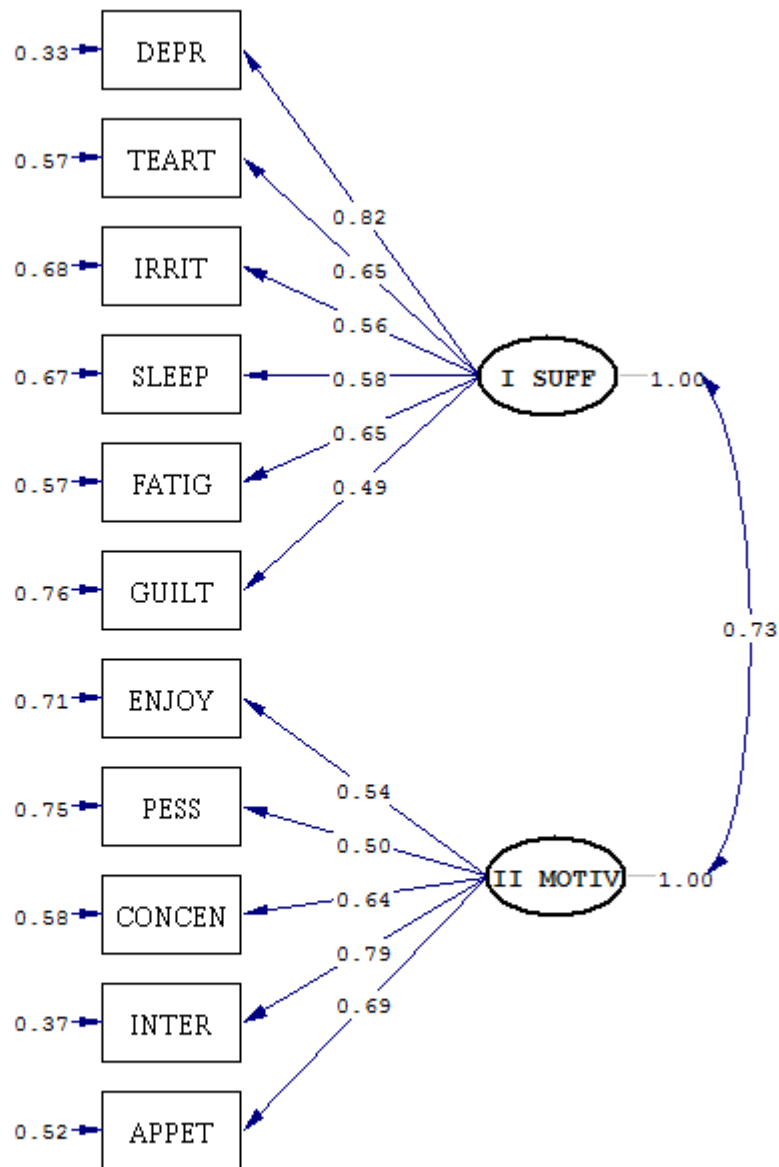 0.33 DEPR
0.57 TEART
0.82
0.68 IRRIT
0.65
0.56
0.67 SLEEP
0.58
I SUFF 1.00
0.65
0.57 FATIG
0.49
0.76 GUILT
0.73
0.71 ENJOY
0.54
0.75 PESS
0.50
II MOTIV 1.00
0.64
0.58 CONCEN
0.79
0.69
0.37 INTER
0.52 APPET